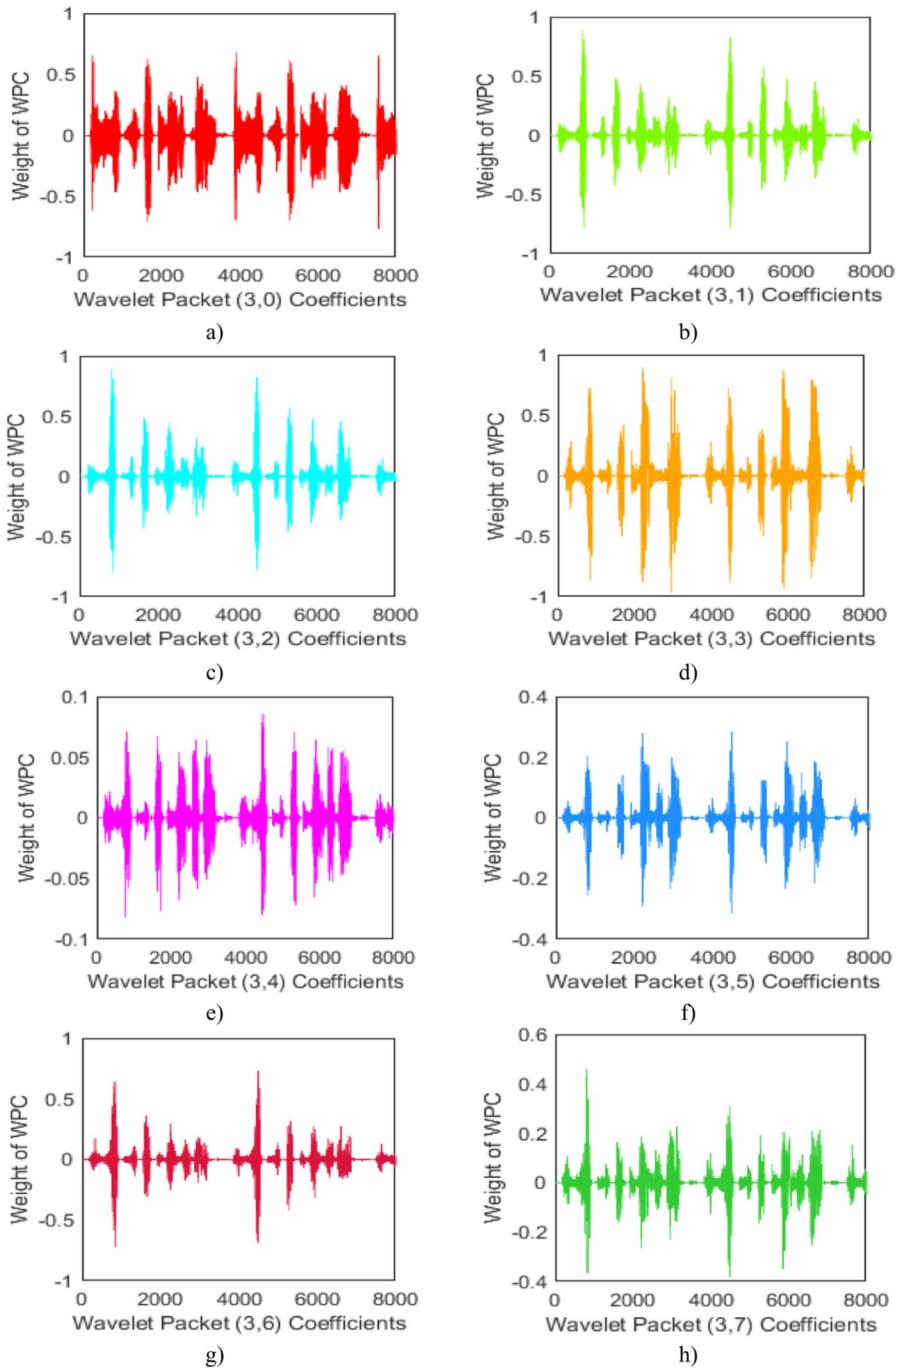 1
0.5
0
-0.5
-1
Weight of WPC
0 2000 4000 6000 8000
Wavelet Packet (3,0) Coefficients
a)
1
0.5
0
-0.5
-1
Weight of WPC
0 2000 4000 6000 8000
Wavelet Packet (3,1) Coefficients
b)
1
0.5
0
-0.5
-1
Weight of WPC
0 2000 4000 6000 8000
Wavelet Packet (3,2) Coefficients
c)
1
0.5
0
-0.5
-1
Weight of WPC
0 2000 4000 6000 8000
Wavelet Packet (3,3) Coefficients
d)
0.1
0.05
0
-0.05
-0.1
Weight of WPC
0 2000 4000 6000 8000
Wavelet Packet (3,4) Coefficients
e)
0.4
0.2
0
-0.2
-0.4
Weight of WPC
0 2000 4000 6000 8000
Wavelet Packet (3,5) Coefficients
f)
1
0.5
0
-0.5
-1
Weight of WPC
0 2000 4000 6000 8000
Wavelet Packet (3,6) Coefficients
g)
0.6
0.4
0.2
0
-0.2
-0.4
Weight of WPC
0 2000 4000 6000 8000
Wavelet Packet (3,7) Coefficients
h)